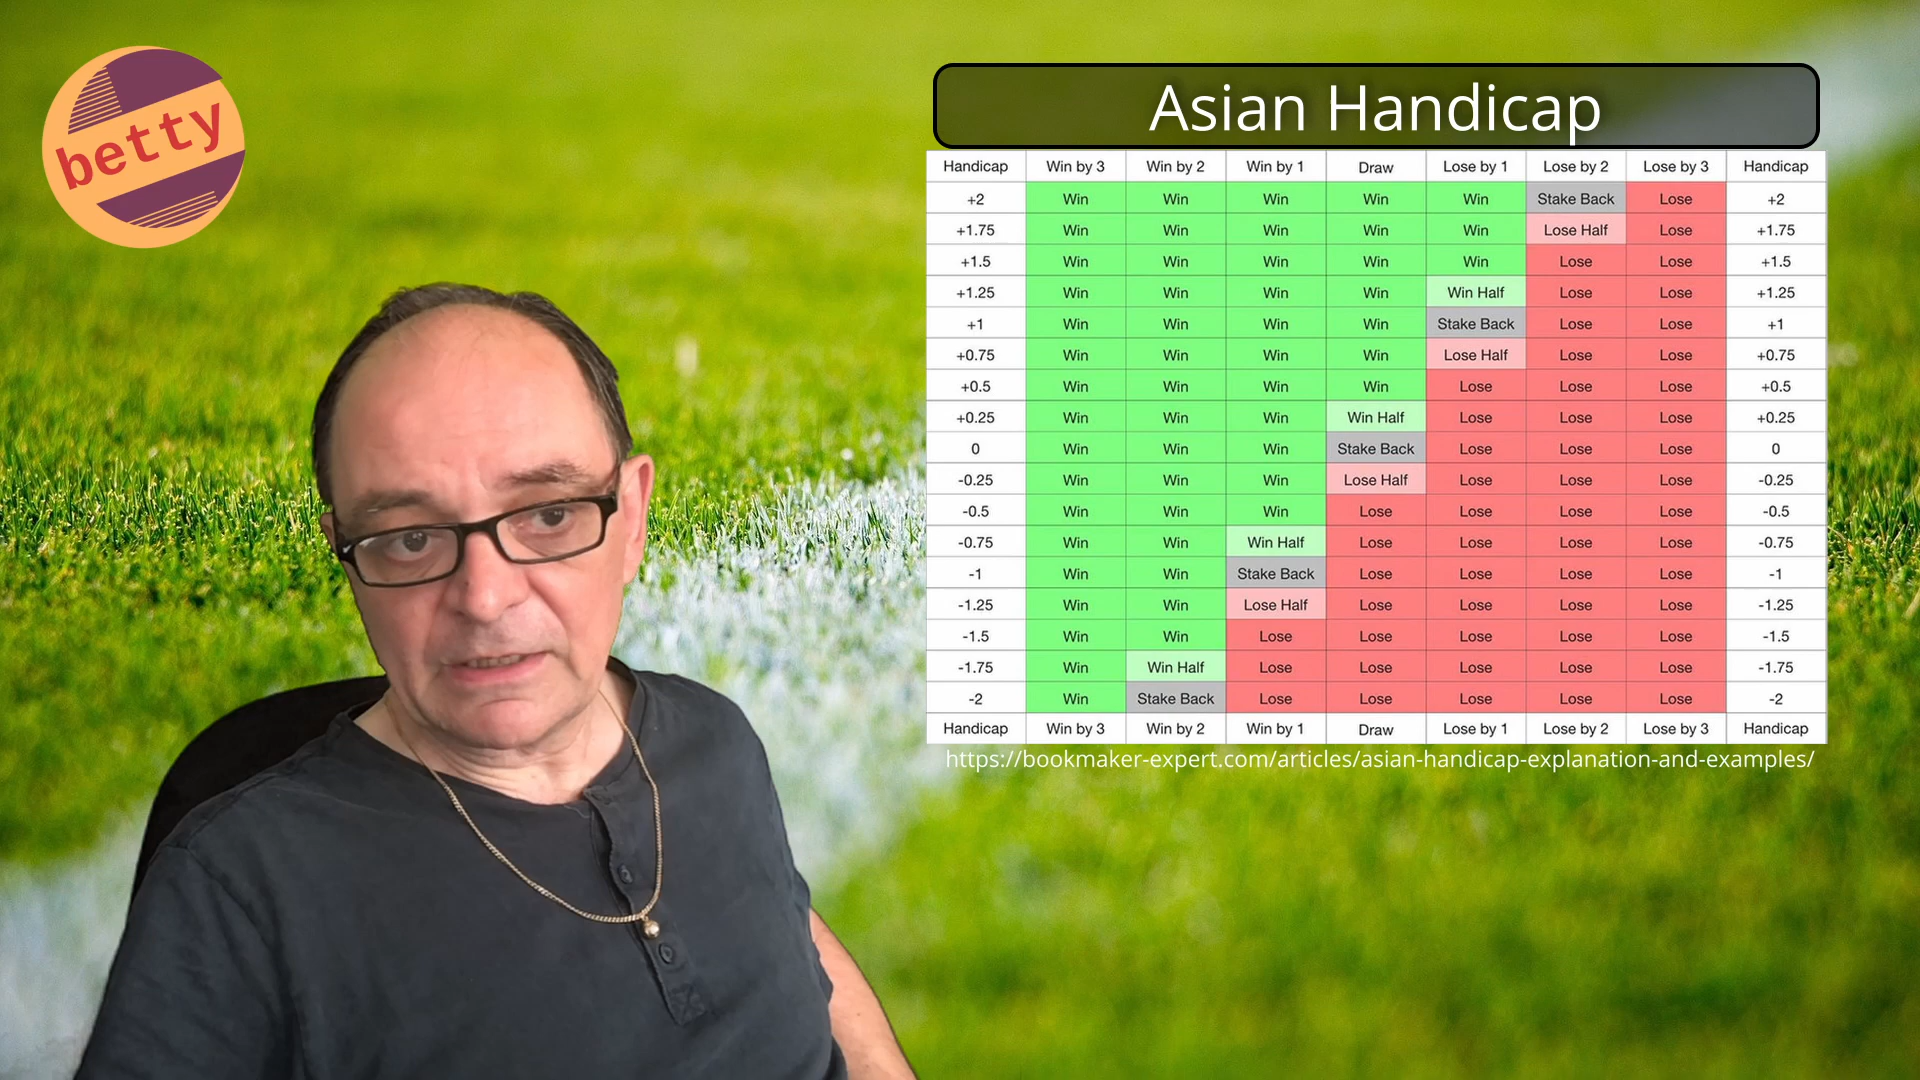 betty
Asian Handicap
Handicap Win by 3 Win by 2 Win by 1 Draw Lose by 1 Lose by 2 Lose by 3 Handicap
+2 Win Win Win Win Win Stake Back Lose +2
+1.75 Win Win Win Win Win Lose Half Lose +1.75
+1.5 Win Win Win Win Win Lose Lose +1.5
+1.25 Win Win Win Win Win Half Lose Lose +1.25
+1 Win Win Win Win Stake Back Lose Lose +1
+0.75 Win Win Win Win Lose Half Lose Lose +0.75
+0.5 Win Win Win Win Lose Lose Lose +0.5
+0.25 Win Win Win Win Half Lose Lose Lose +0.25
0 Win Win Win Stake Back Lose Lose Lose 0
-0.25 Win Win Win Lose Half Lose Lose Lose -0.25
-0.5 Win Win Win Lose Lose Lose Lose -0.5
-0.75 Win Win Win Half Lose Lose Lose Lose -0.75
-1 Win Win Stake Back Lose Lose Lose Lose -1
-1.25 Win Win Lose Half Lose Lose Lose Lose -1.25
-1.5 Win Win Lose Lose Lose Lose Lose -1.5
-1.75 Win Win Half Lose Lose Lose Lose Lose -1.75
-2 Win Stake Back Lose Lose Lose Lose Lose -2
Handicap Win by 3 Win by 2 Win by 1 Draw Lose by 1 Lose by 2 Lose by 3 Handicap
https://bookmaker-expert.com/articles/asian-handicap-explanation-and-examples/